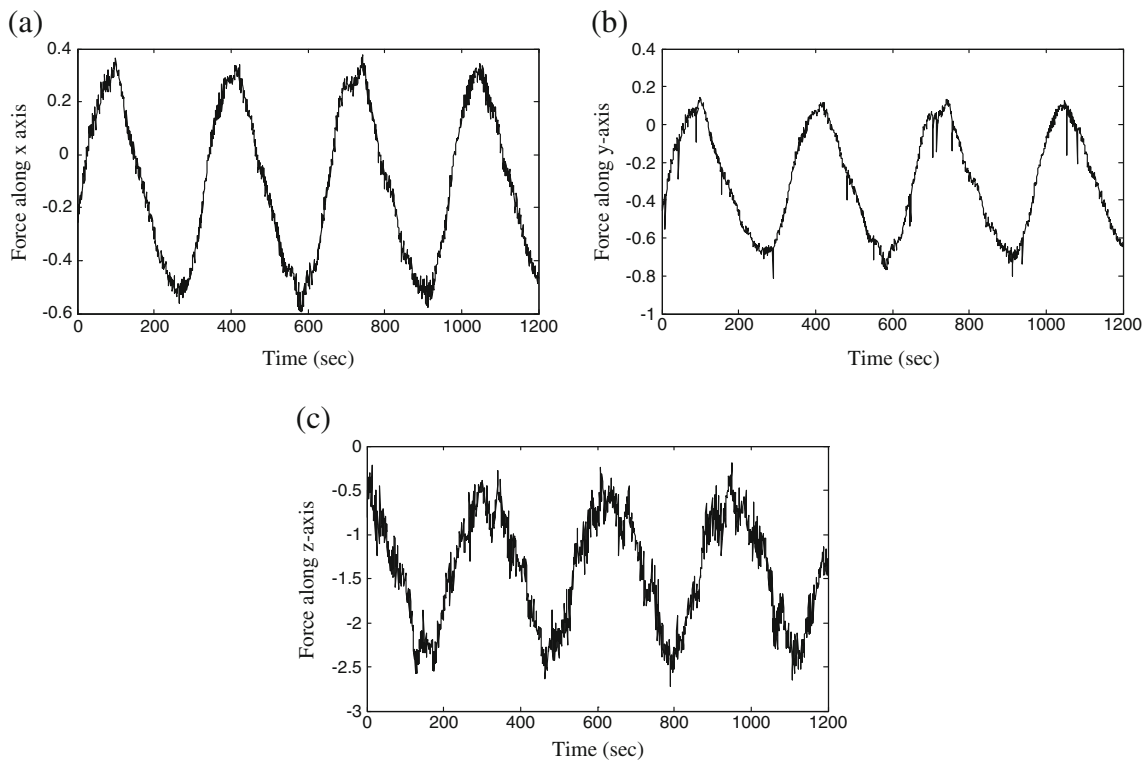 (a)
0.4
0.2
0
-0.2
-0.4
-0.6
0 200 400 600 800 1000 1200
Force along x axis
Time (sec)
(b)
0.4
0.2
0
-0.2
-0.4
-0.6
-0.8
-1
0 200 400 600 800 1000 1200
Force along y-axis
Time (sec)
(c)
0
-0.5
-1
-1.5
-2
-2.5
-3
0 200 400 600 800 1000 1200
Force along z-axis
Time (sec)